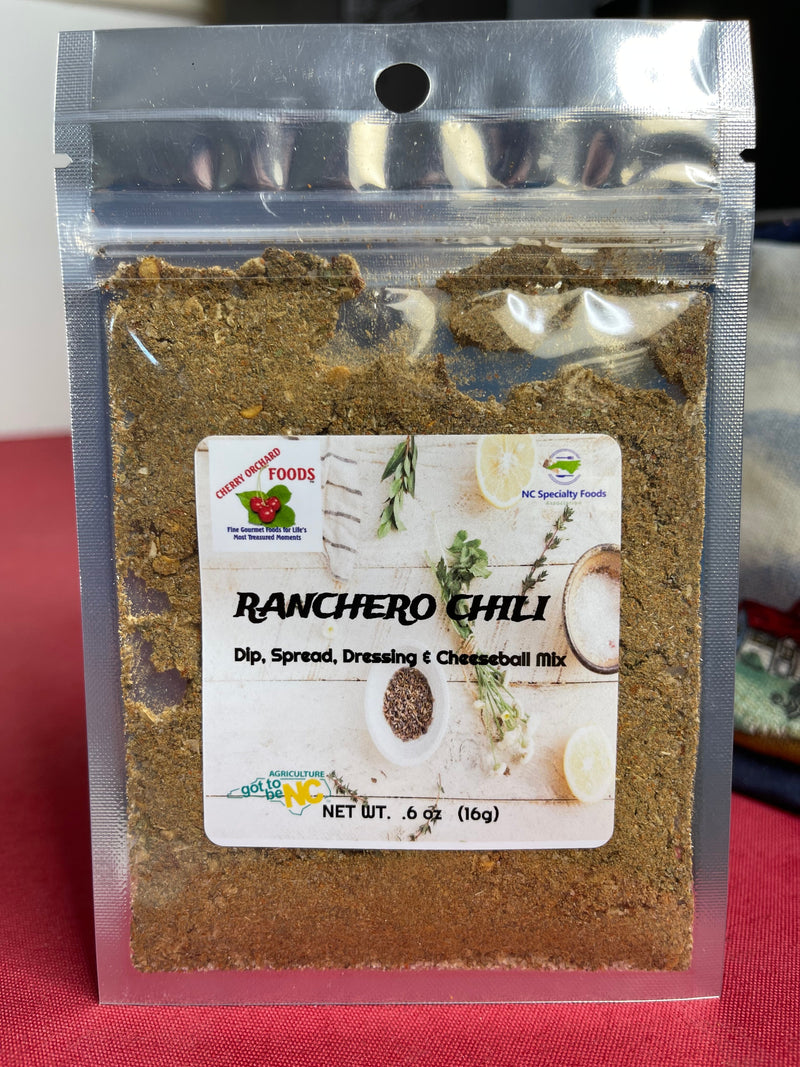 CHERRY ORCHARD
FOODS
Fine Gourmet Foods for Life's
Most Treasured Moments
NC Specialty Foods
RANCHERO CHILI
Dip, Spread, Dressing & Cheeseball Mix
AGRICULTURE
got to
be NC
NET WT. .6 oz (16g)